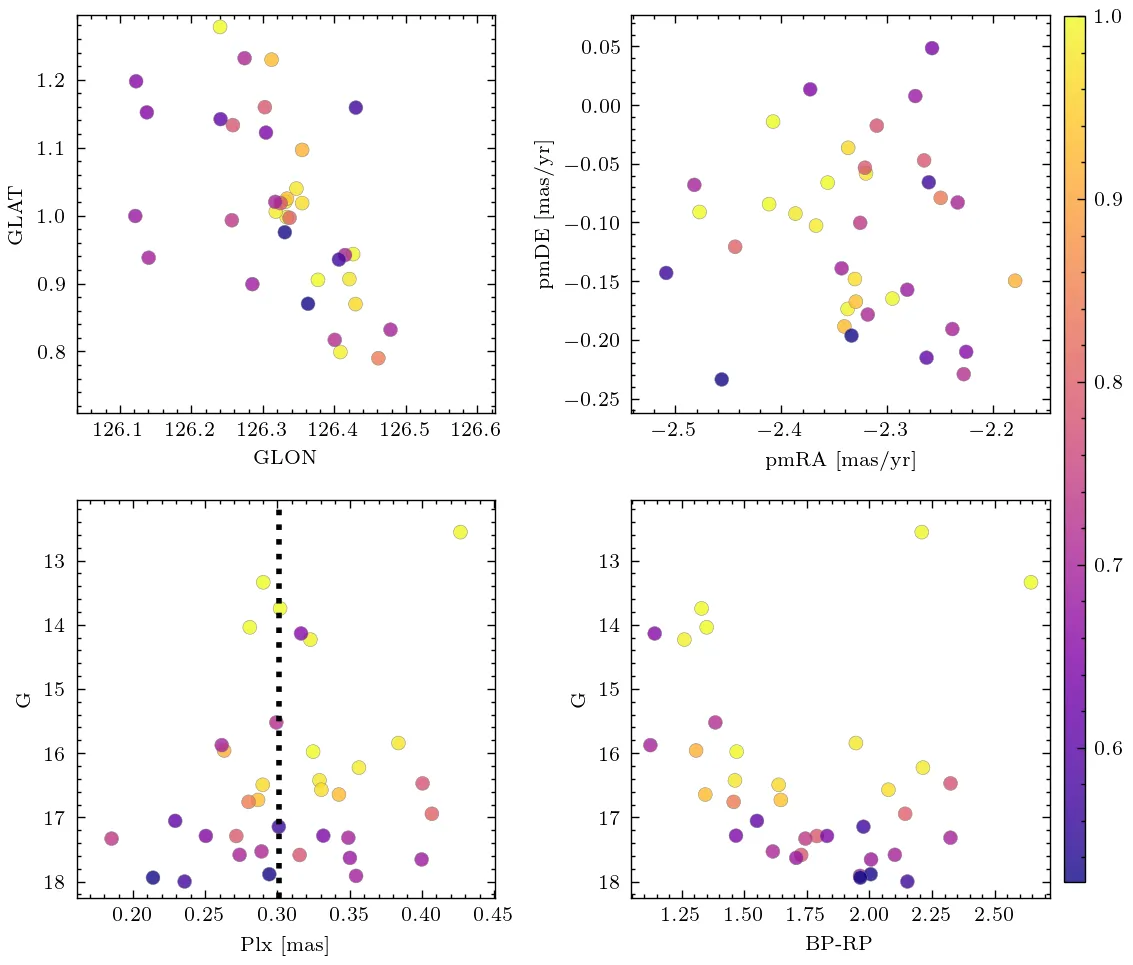 1.2
1.1
1.0
0.9
0.8
GLAT
126.1 126.2 126.3 126.4 126.5 126.6
GLON
0.05
0.00
−0.05
−0.10
−0.15
−0.20
−0.25
pmDE [mas/yr]
−2.5 −2.4 −2.3 −2.2
pmRA [mas/yr]
13
14
15
16
17
18
G
0.20 0.25 0.30 0.35 0.40 0.45
Plx [mas]
13
14
15
16
17
18
G
1.25 1.50 1.75 2.00 2.25 2.50
BP-RP
1.0
0.9
0.8
0.7
0.6